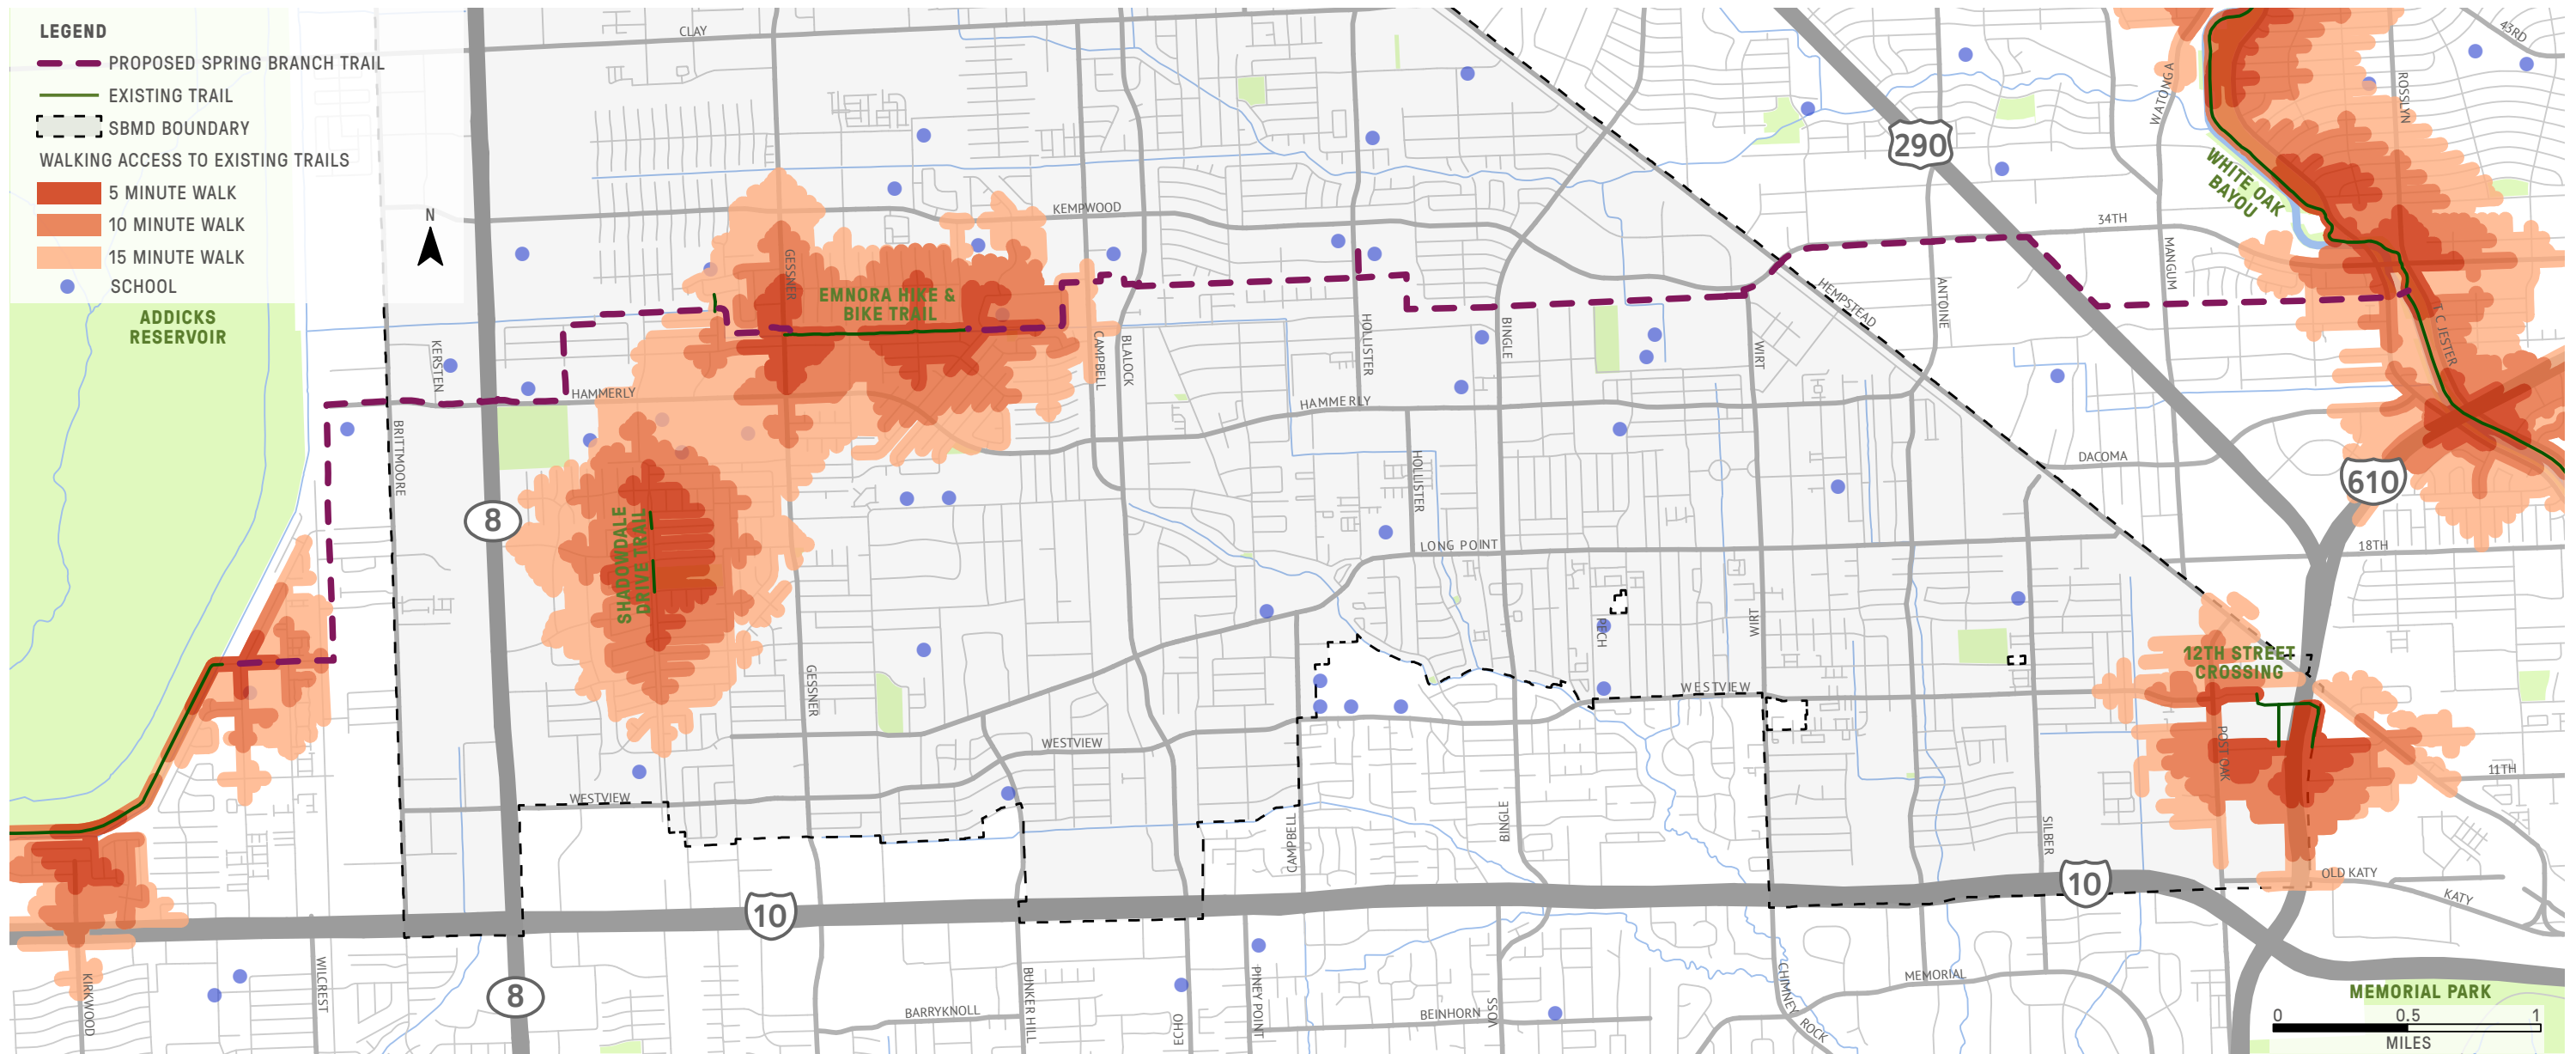 LEGEND
PROPOSED SPRING BRANCH TRAIL
EXISTING TRAIL
SBMD BOUNDARY
WALKING ACCESS TO EXISTING TRAILS
5 MINUTE WALK
10 MINUTE WALK
15 MINUTE WALK
SCHOOL
N
ADDICKS
RESERVOIR
CLAY
KEMPWOOD
GESSNER
EMNORA HIKE &
BIKE TRAIL
KERSTEN
HAMMERLY
BRITTMOORE
CAMPBELL
BLALOCK
HOLLISTER
BINGLE
HAMMERLY
WIRT
HEMPSTEAD
ANTOINE
290
34TH
MANGUM
WATONGA
WHITE OAK
BAYOU
ROSSLYN
43RD
T C JESTER
DACOMA
610
18TH
8
SHADOWDALE
DRIVE TRAIL
HOLLISTER
LONG POINT
PECH
WIRT
GESSNER
WESTVIEW
WESTVIEW
WESTVIEW
12TH STREET
CROSSING
POST OAK
11TH
CAMPBELL
BINGLE
SILBER
10
10
OLD KATY
KATY
KIRKWOOD
WILCREST
8
BARRYKNOLL
BUNKER HILL
ECHO
PINEY POINT
BEINHORN
VOSS
CHIMNEY ROCK
MEMORIAL
MEMORIAL PARK
0 0.5 1
MILES